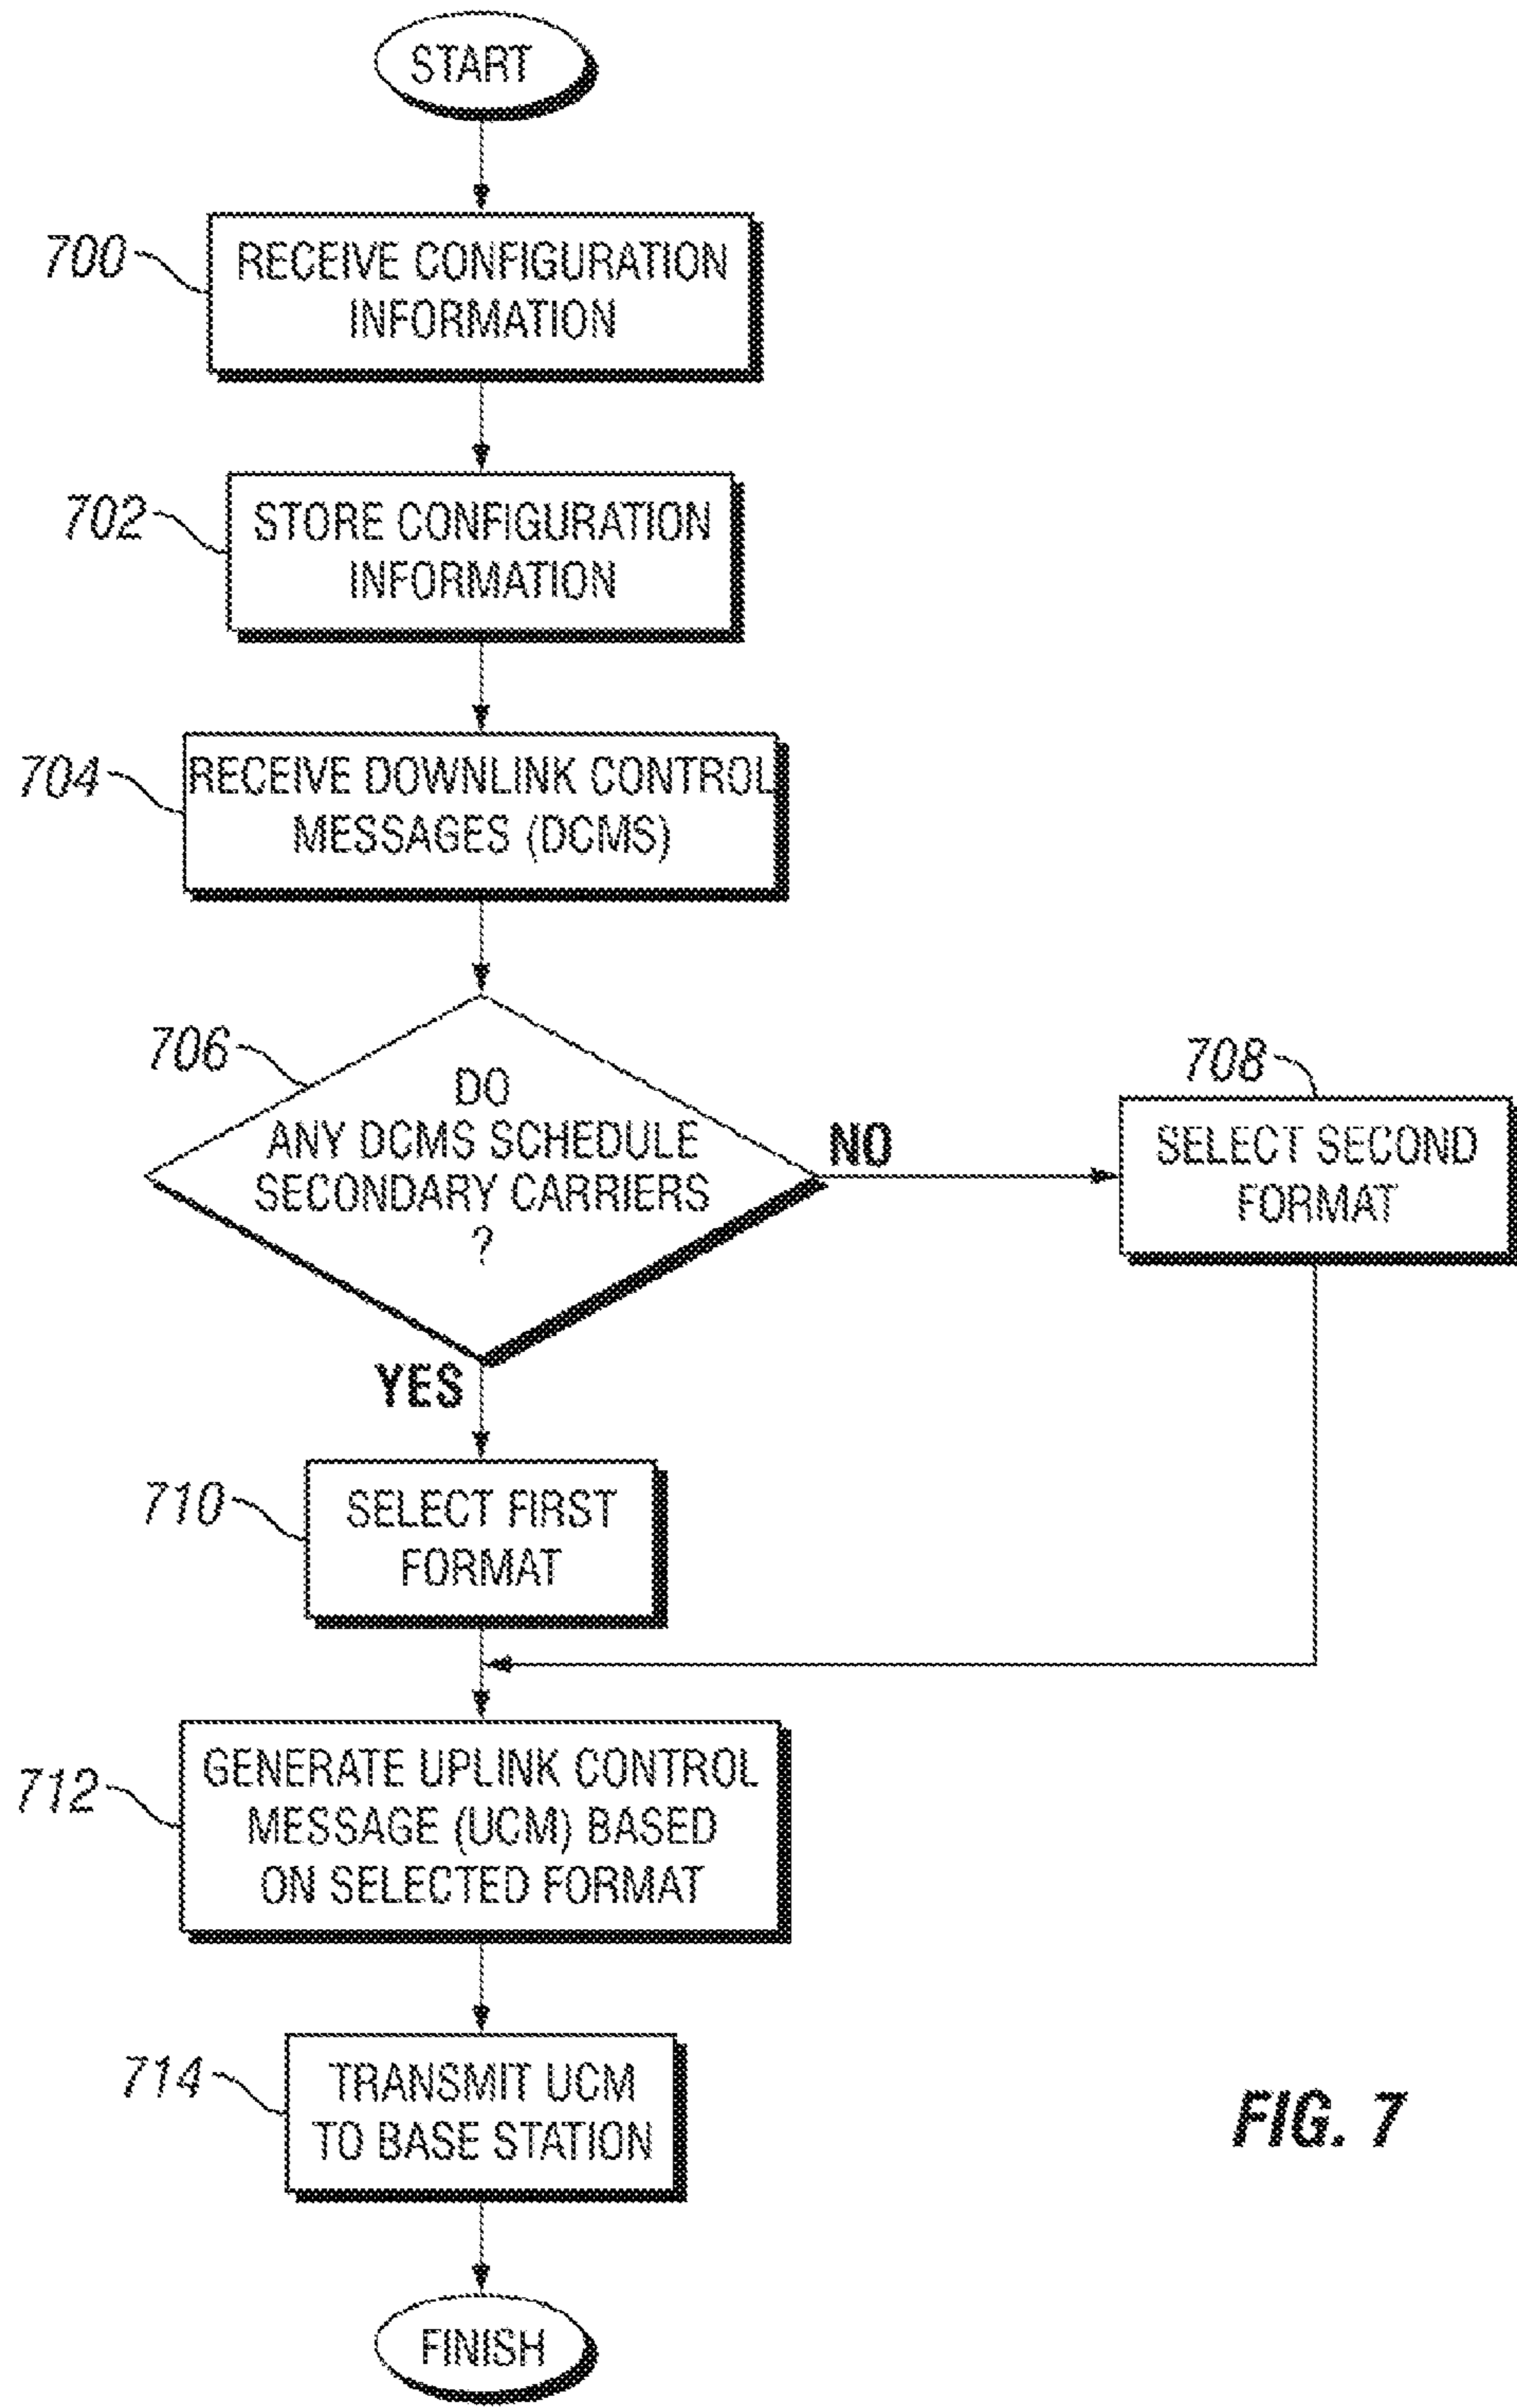 START
700
RECEIVE CONFIGURATION
INFORMATION
702
STORE CONFIGURATION
INFORMATION
704
RECEIVE DOWNLINK CONTROL
MESSAGES (DCMS)
706
DO
ANY DCMS SCHEDULE
SECONDARY CARRIERS
?
NO
708
SELECT SECOND
FORMAT
YES
710
SELECT FIRST
FORMAT
712
GENERATE UPLINK CONTROL
MESSAGE (UCM) BASED
ON SELECTED FORMAT
714
TRANSMIT UCM
TO BASE STATION
FINISH
FIG. 7